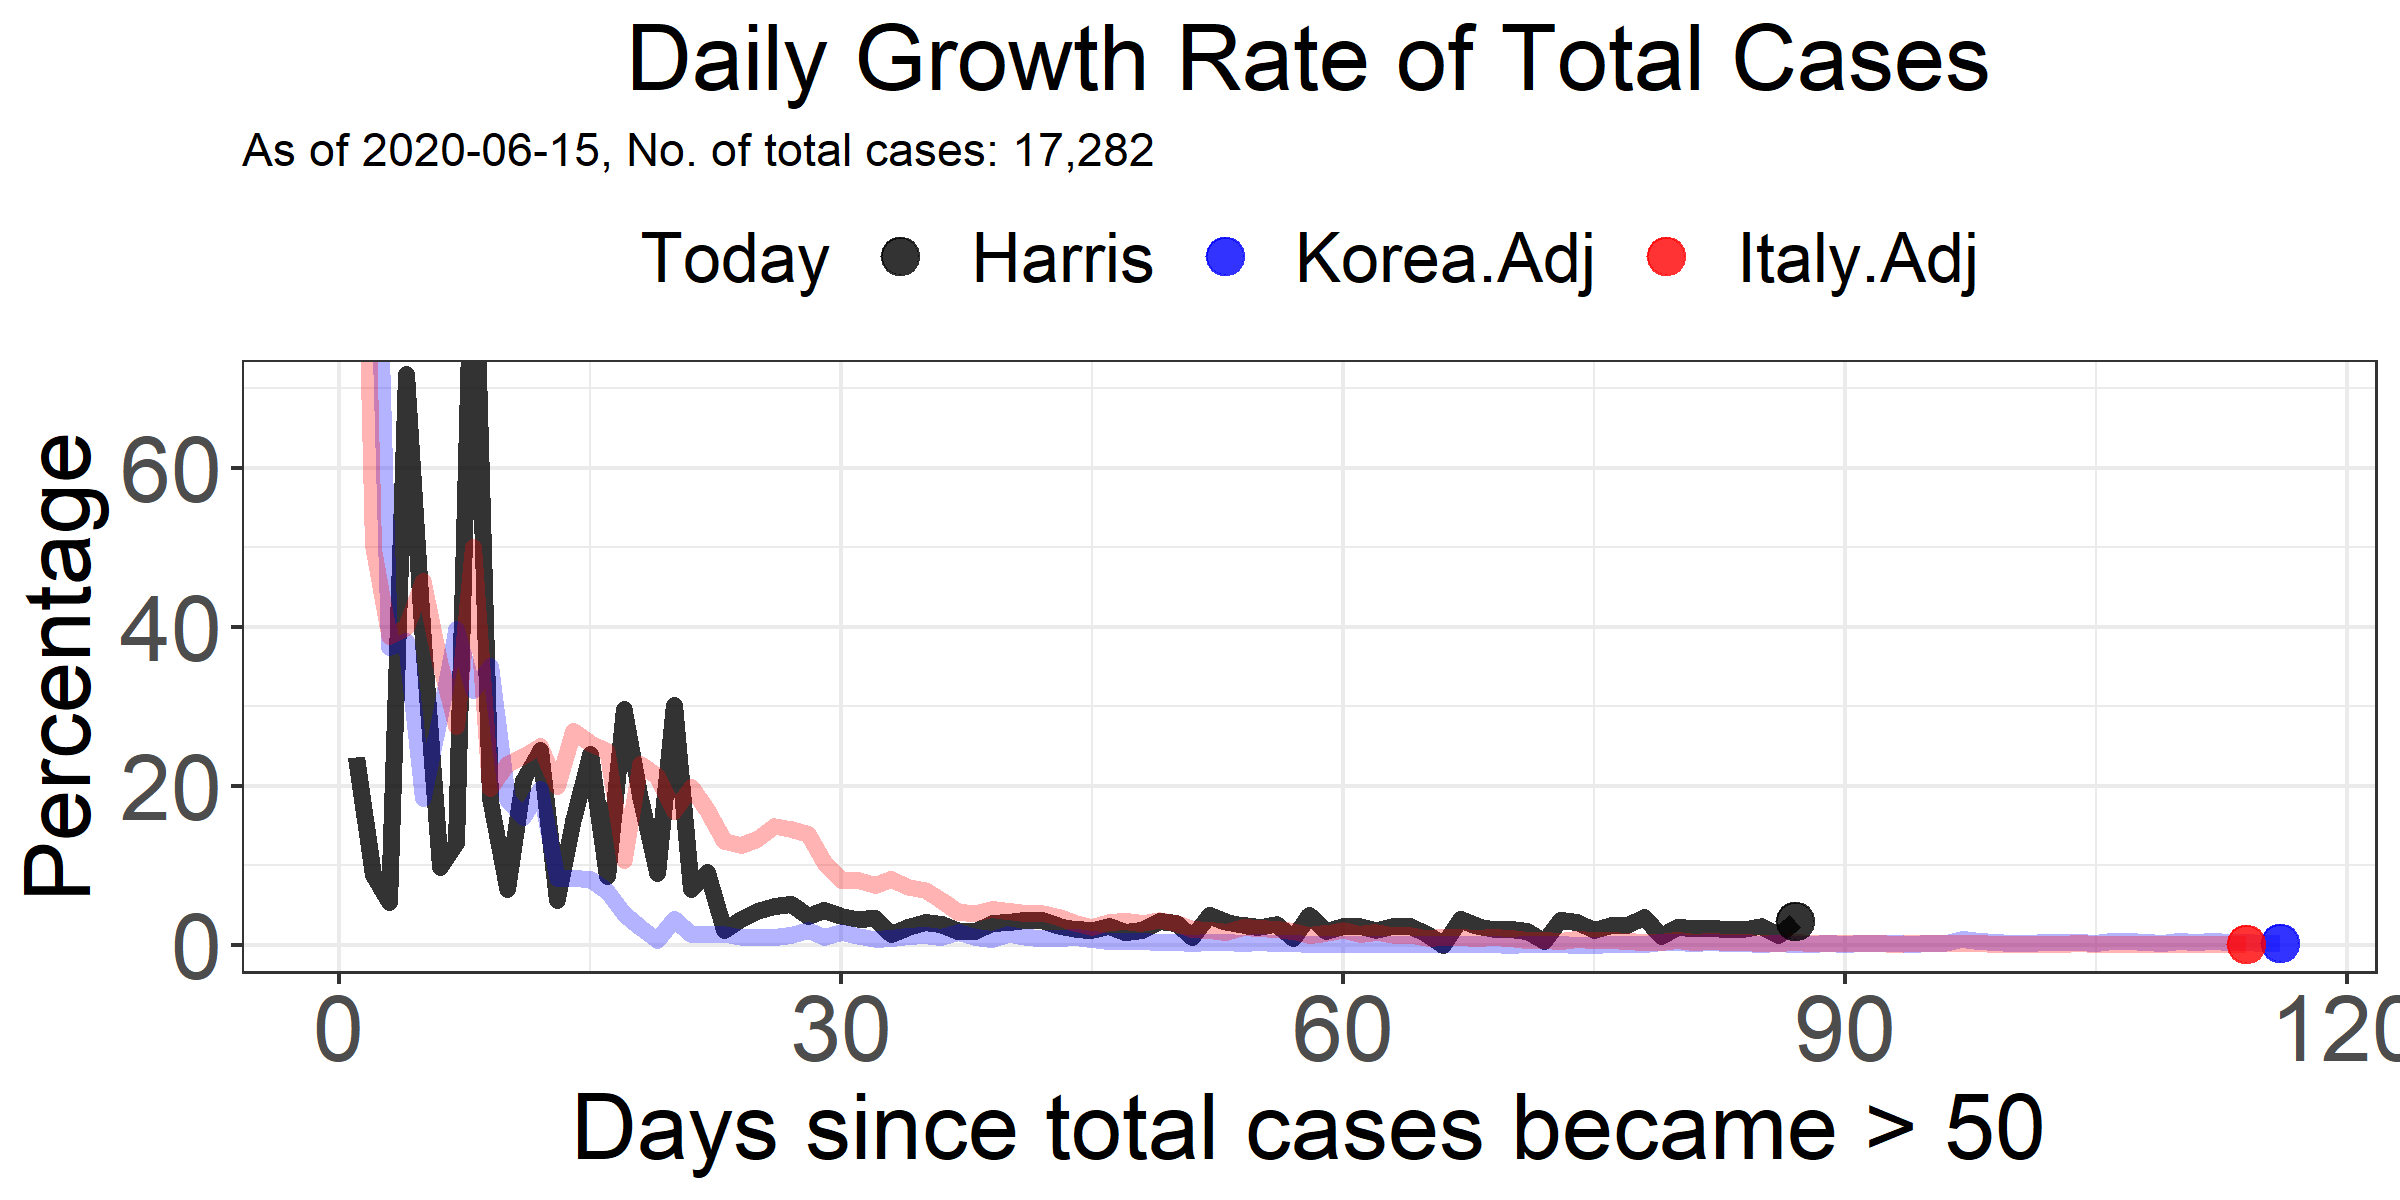 Daily Growth Rate of Total Cases
As of 2020-06-15, No. of total cases: 17,282
Today Harris Korea.Adj Italy.Adj
Percentage
60
40
20
0
0 30 60 90 120
Days since total cases became > 50